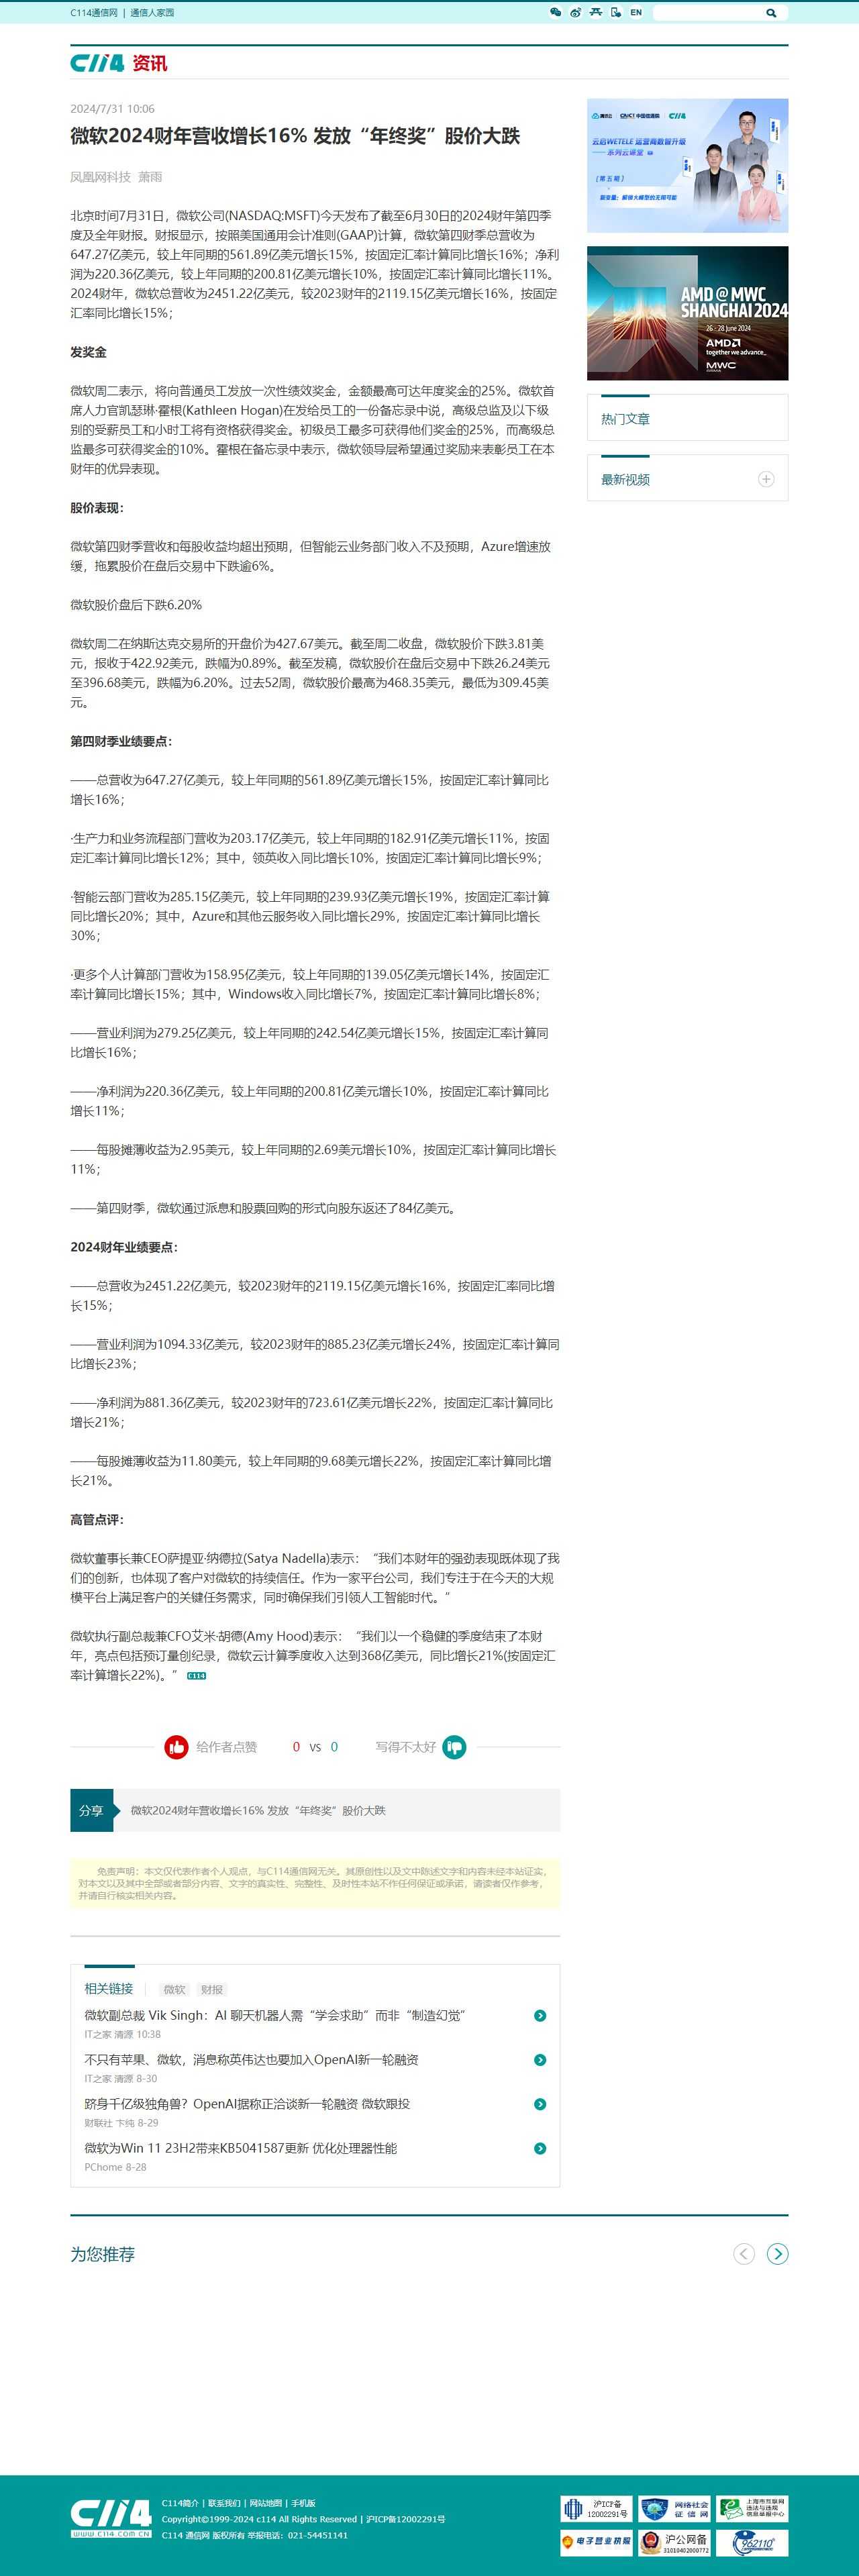 C114通信网 | 通信人家园
EN
C114 资讯
2024/7/31 10:06
微软2024财年营收增长16% 发放“年终奖”股价大跌
凤凰网科技 萧雨
北京时间7月31日，微软公司(NASDAQ:MSFT)今天发布了截至6月30日的2024财年第四季
度及全年财报。财报显示，按照美国通用会计准则(GAAP)计算，微软第四财季总营收为
647.27亿美元，较上年同期的561.89亿美元增长15%，按固定汇率计算同比增长16%；净利
润为220.36亿美元，较上年同期的200.81亿美元增长10%，按固定汇率计算同比增长11%。
2024财年，微软总营收为2451.22亿美元，较2023财年的2119.15亿美元增长16%，按固定
汇率同比增长15%；
发奖金
微软周二表示，将向普通员工发放一次性绩效奖金，金额最高可达年度奖金的25%。微软首
席人力官凯瑟琳·霍根(Kathleen Hogan)在发给员工的一份备忘录中说，高级总监及以下级
别的受薪员工和小时工将有资格获得奖金。初级员工最多可获得他们奖金的25%，而高级总
监最多可获得奖金的10%。霍根在备忘录中表示，微软领导层希望通过奖励来表彰员工在本
财年的优异表现。
股价表现：
微软第四财季营收和每股收益均超出预期，但智能云业务部门收入不及预期，Azure增速放
缓，拖累股价在盘后交易中下跌逾6%。
微软股价盘后下跌6.20%
微软周二在纳斯达克交易所的开盘价为427.67美元。截至周二收盘，微软股价下跌3.81美
元，报收于422.92美元，跌幅为0.89%。截至发稿，微软股价在盘后交易中下跌26.24美元
至396.68美元，跌幅为6.20%。过去52周，微软股价最高为468.35美元，最低为309.45美
元。
第四财季业绩要点：
——总营收为647.27亿美元，较上年同期的561.89亿美元增长15%，按固定汇率计算同比
增长16%；
·生产力和业务流程部门营收为203.17亿美元，较上年同期的182.91亿美元增长11%，按固
定汇率计算同比增长12%；其中，领英收入同比增长10%，按固定汇率计算同比增长9%；
·智能云部门营收为285.15亿美元，较上年同期的239.93亿美元增长19%，按固定汇率计算
同比增长20%；其中，Azure和其他云服务收入同比增长29%，按固定汇率计算同比增长
30%；
·更多个人计算部门营收为158.95亿美元，较上年同期的139.05亿美元增长14%，按固定汇
率计算同比增长15%；其中，Windows收入同比增长7%，按固定汇率计算同比增长8%；
——营业利润为279.25亿美元，较上年同期的242.54亿美元增长15%，按固定汇率计算同
比增长16%；
——净利润为220.36亿美元，较上年同期的200.81亿美元增长10%，按固定汇率计算同比
增长11%；
——每股摊薄收益为2.95美元，较上年同期的2.69美元增长10%，按固定汇率计算同比增长
11%；
——第四财季，微软通过派息和股票回购的形式向股东返还了84亿美元。
2024财年业绩要点：
——总营收为2451.22亿美元，较2023财年的2119.15亿美元增长16%，按固定汇率同比增
长15%；
——营业利润为1094.33亿美元，较2023财年的885.23亿美元增长24%，按固定汇率计算同
比增长23%；
——净利润为881.36亿美元，较2023财年的723.61亿美元增长22%，按固定汇率计算同比
增长21%；
——每股摊薄收益为11.80美元，较上年同期的9.68美元增长22%，按固定汇率计算同比增
长21%。
高管点评：
微软董事长兼CEO萨提亚·纳德拉(Satya Nadella)表示：“我们本财年的强劲表现既体现了我
们的创新，也体现了客户对微软的持续信任。作为一家平台公司，我们专注于在今天的大规
模平台上满足客户的关键任务需求，同时确保我们引领人工智能时代。”
微软执行副总裁兼CFO艾米·胡德(Amy Hood)表示：“我们以一个稳健的季度结束了本财
年，亮点包括预订量创纪录，微软云计算季度收入达到368亿美元，同比增长21%(按固定汇
率计算增长22%)。” C114
给作者点赞 0 VS 0 写得不太好
分享 微软2024财年营收增长16% 发放“年终奖”股价大跌
免责声明：本文仅代表作者个人观点，与C114通信网无关。其原创性以及文中陈述文字和内容未经本站证实，
对本文以及其中全部或者部分内容、文字的真实性、完整性、及时性本站不作任何保证或承诺，请读者仅作参考，
并请自行核实相关内容。
相关链接 微软 财报
微软副总裁 Vik Singh：AI 聊天机器人需“学会求助”而非“制造幻觉”
IT之家 清源 10:38
不只有苹果、微软，消息称英伟达也要加入OpenAI新一轮融资
IT之家 清源 8-30
跻身千亿级独角兽？OpenAI据称正洽谈新一轮融资 微软跟投
财联社 卞纯 8-29
微软为Win 11 23H2带来KB5041587更新 优化处理器性能
PChome 8-28
腾讯云 中国信通院 C114
云启WETELE 运营商数智升级
——系列云课堂
【第五期】
新变量：解锁大模型的无限可能
AMD @ MWC
SHANGHAI 2024
26 - 28 June 2024
AMD
together we advance_
MWC
热门文章
最新视频
为您推荐
C114
WWW.C114.COM.CN
C114简介 | 联系我们 | 网站地图 | 手机版
Copyright©1999-2024 c114 All Rights Reserved | 沪ICP备12002291号
C114 通信网 版权所有 举报电话：021-54451141
沪ICP备
12002291号
网络社会
征信网
上海市互联网
违法与违规
信息举报中心
电子营业执照
沪公网备
31010402000772
962110